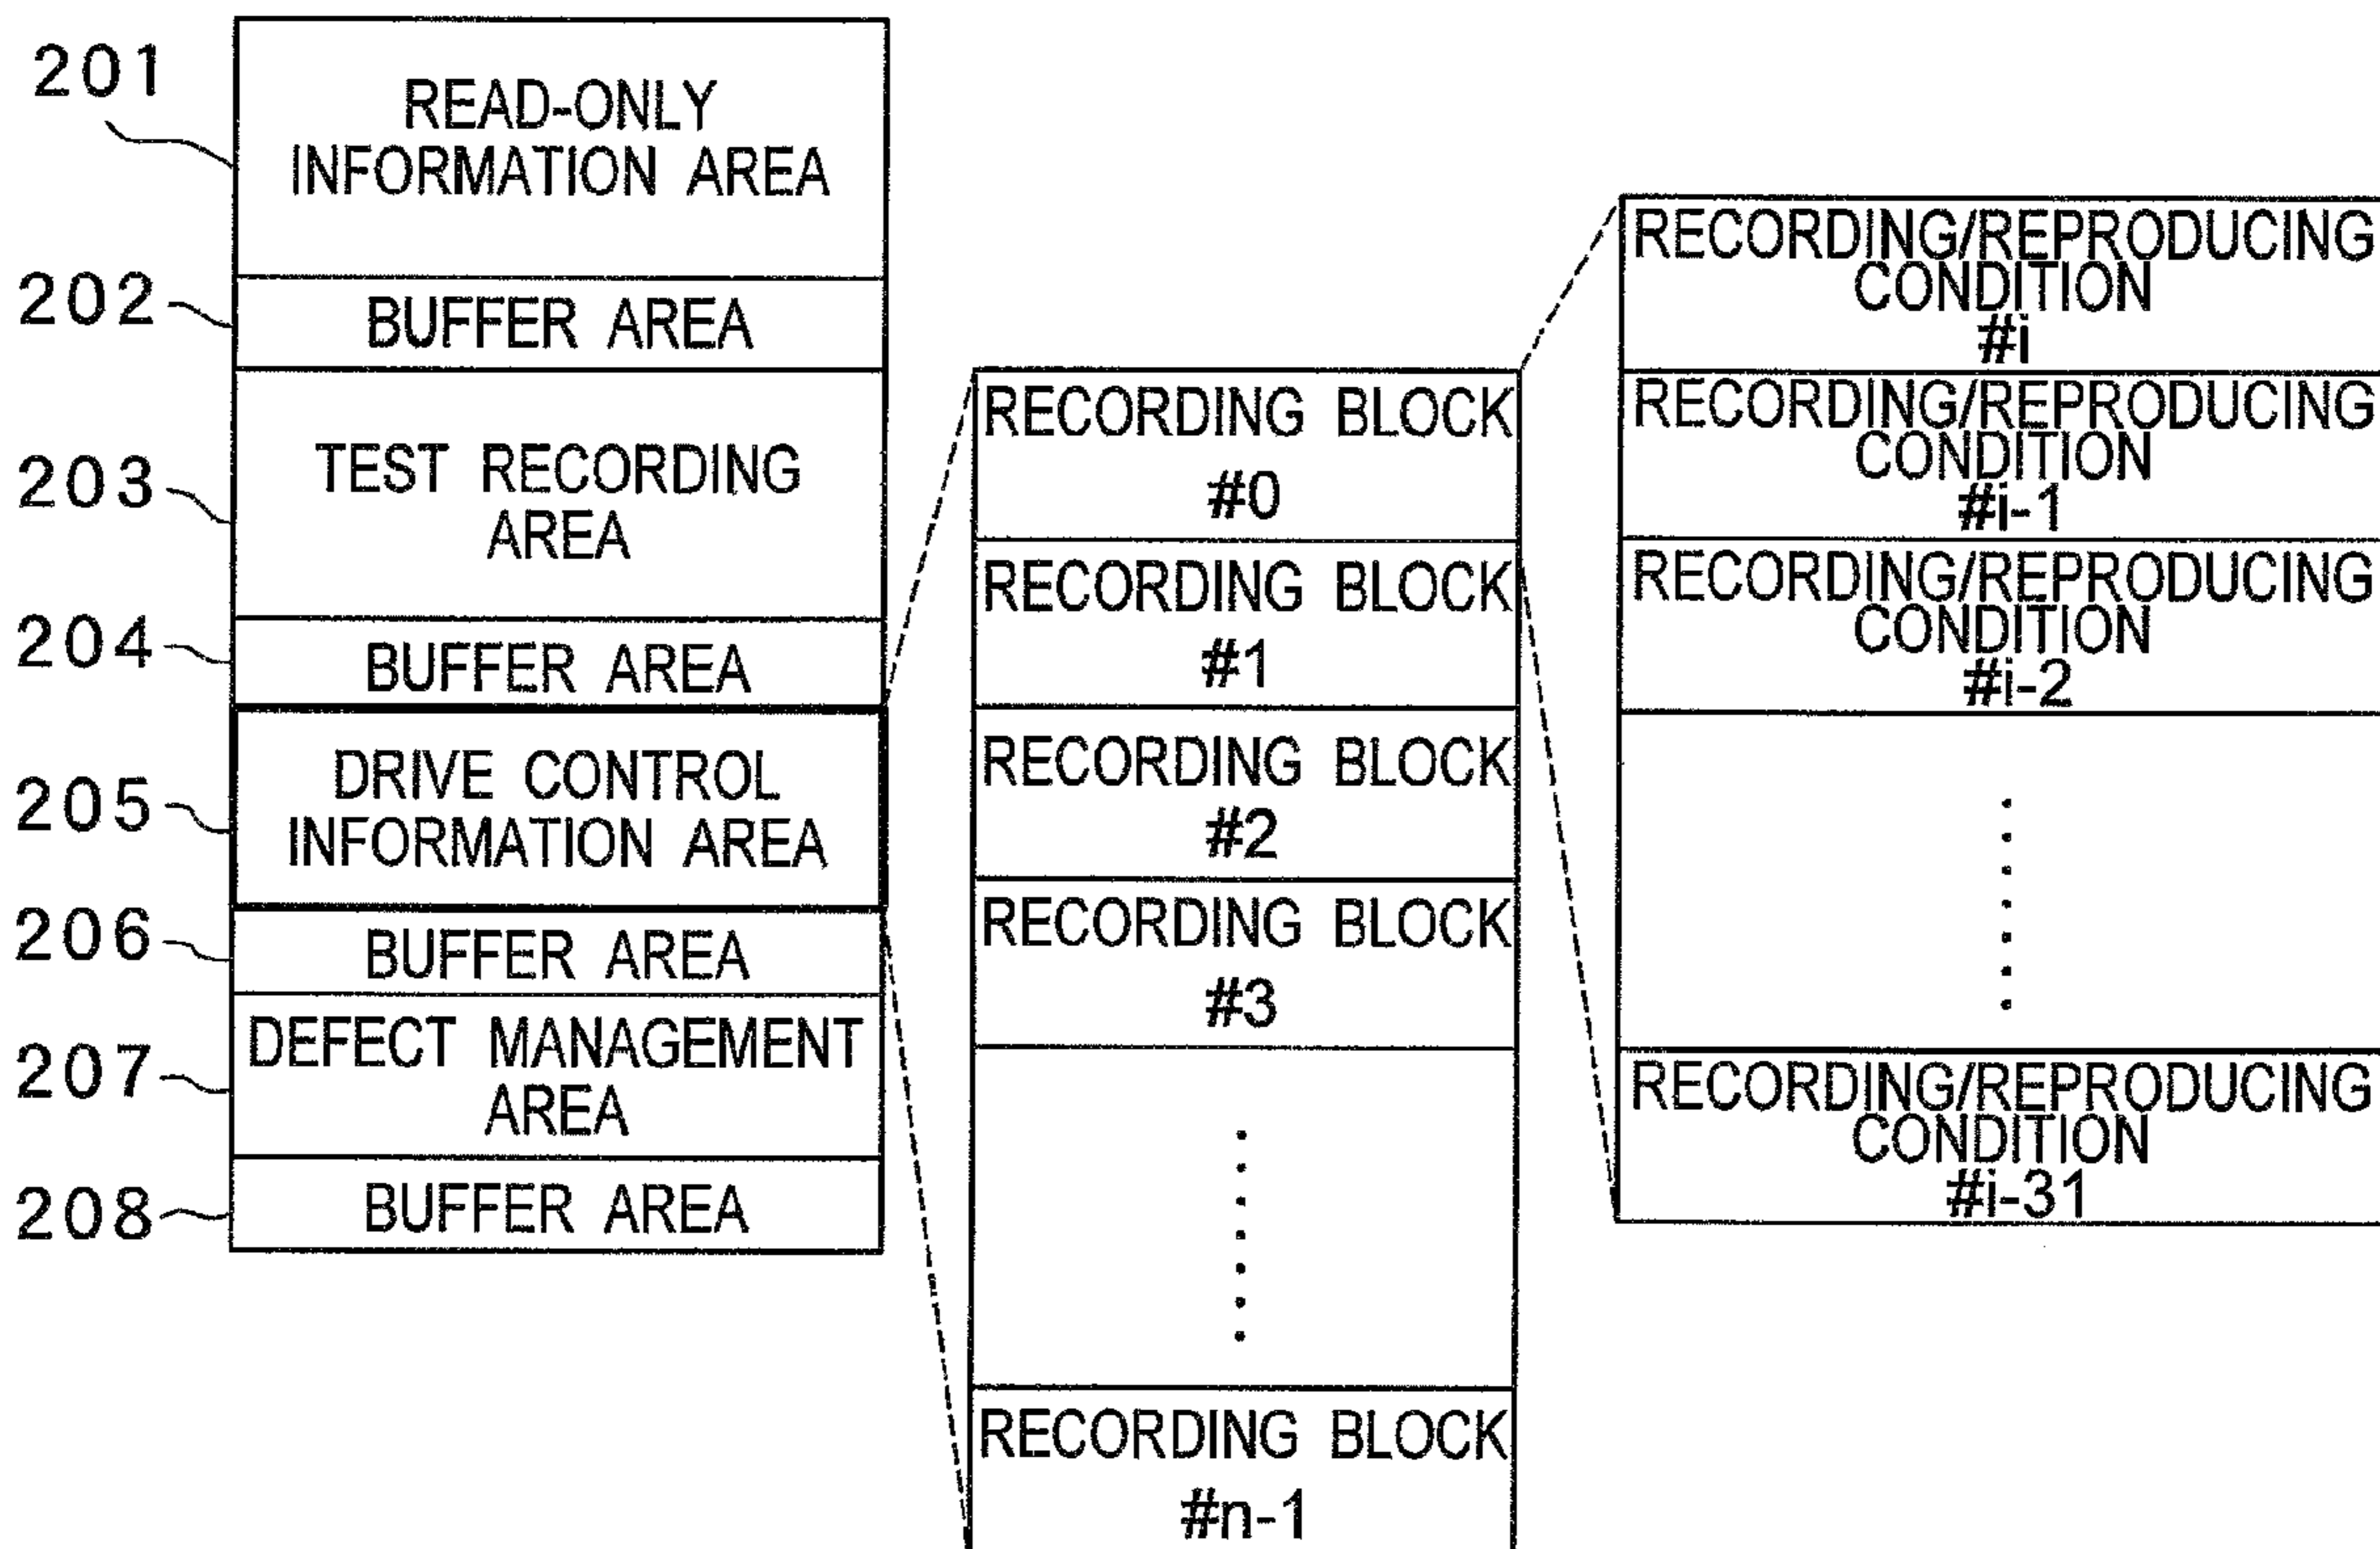 201
READ-ONLY
INFORMATION AREA
202
BUFFER AREA
203
TEST RECORDING
AREA
204
BUFFER AREA
205
DRIVE CONTROL
INFORMATION AREA
206
BUFFER AREA
207
DEFECT MANAGEMENT
AREA
208
BUFFER AREA
RECORDING BLOCK
#0
RECORDING BLOCK
#1
RECORDING BLOCK
#2
RECORDING BLOCK
#3
RECORDING BLOCK
#n-1
RECORDING/REPRODUCING
CONDITION
#i
RECORDING/REPRODUCING
CONDITION
#i-1
RECORDING/REPRODUCING
CONDITION
#i-2
RECORDING/REPRODUCING
CONDITION
#i-31